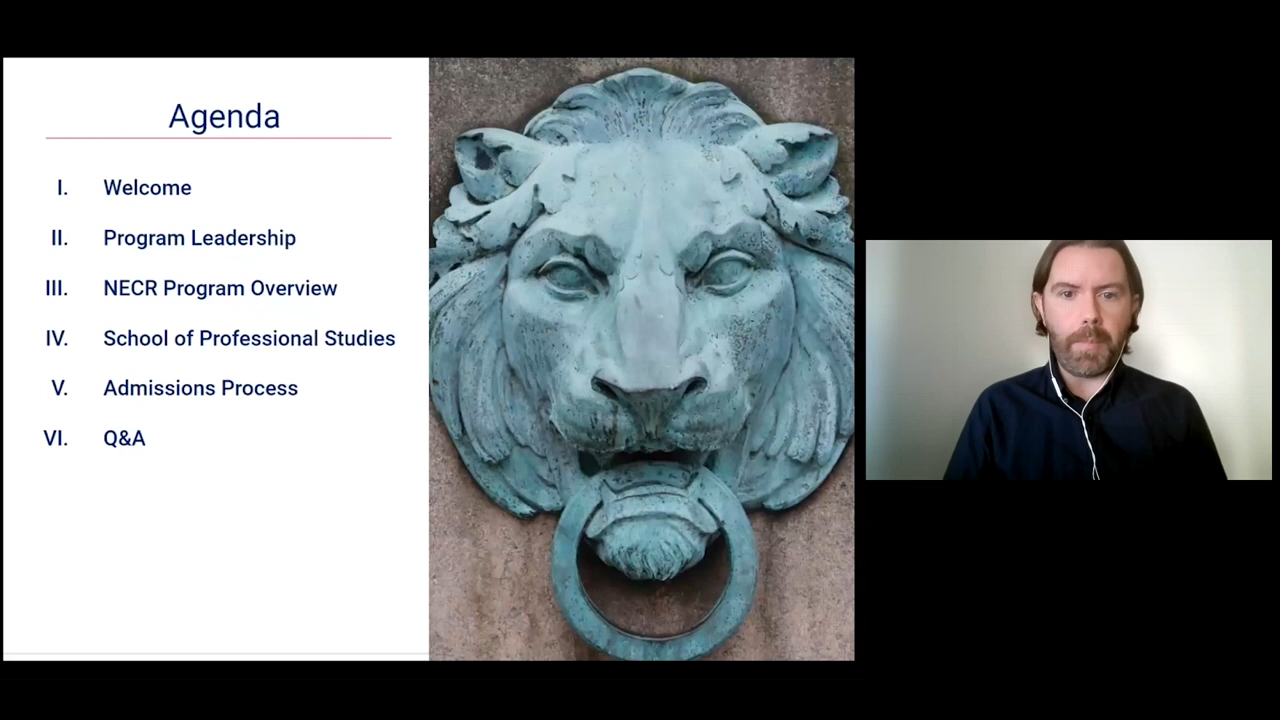 Agenda
I. Welcome
II. Program Leadership
III. NECR Program Overview
IV. School of Professional Studies
V. Admissions Process
VI. Q&A